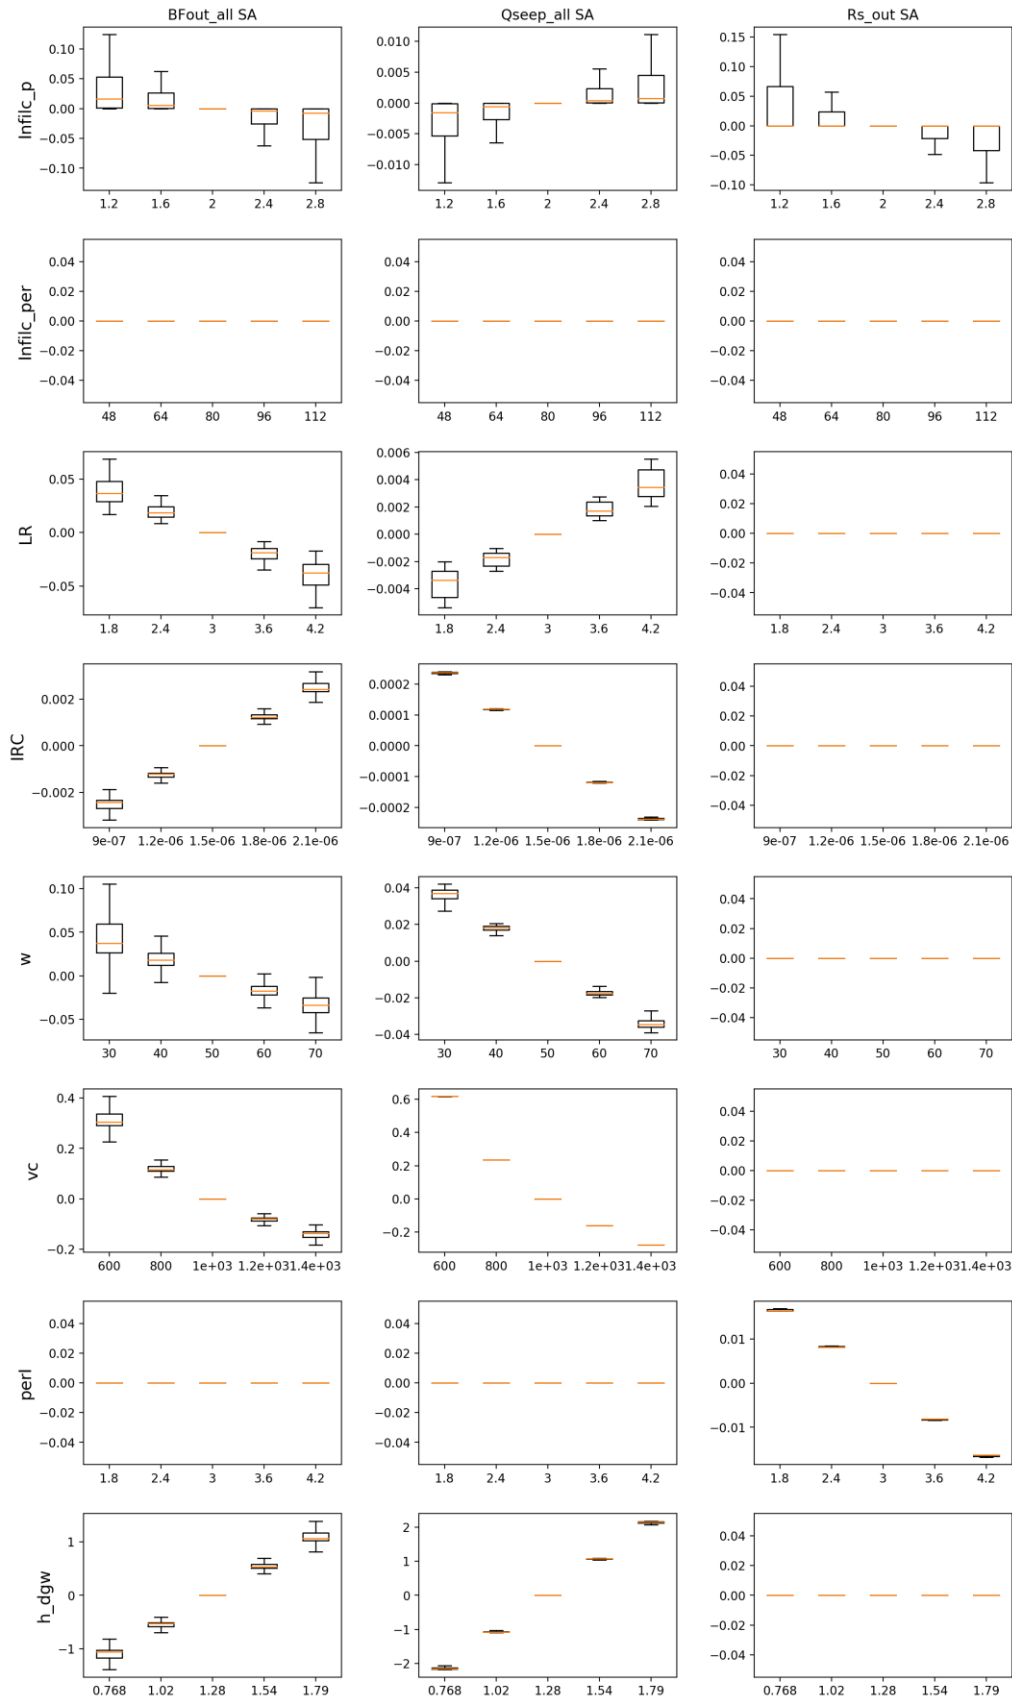 BFout_all SA Qseep_all SA Rs_out SA
Infilc_p
0.10 0.05 0.00 −0.05 −0.10
1.2 1.6 2 2.4 2.8
0.010 0.005 0.000 −0.005 −0.010
1.2 1.6 2 2.4 2.8
0.15 0.10 0.05 0.00 −0.05 −0.10
1.2 1.6 2 2.4 2.8
Infilc_per
0.04 0.02 0.00 −0.02 −0.04
48 64 80 96 112
0.04 0.02 0.00 −0.02 −0.04
48 64 80 96 112
0.04 0.02 0.00 −0.02 −0.04
48 64 80 96 112
LR
0.05 0.00 −0.05
1.8 2.4 3 3.6 4.2
0.006 0.004 0.002 0.000 −0.002 −0.004
1.8 2.4 3 3.6 4.2
0.04 0.02 0.00 −0.02 −0.04
1.8 2.4 3 3.6 4.2
IRC
0.002 0.000 −0.002
9e-07 1.2e-06 1.5e-06 1.8e-06 2.1e-06
0.0002 0.0001 0.0000 −0.0001 −0.0002
9e-07 1.2e-06 1.5e-06 1.8e-06 2.1e-06
0.04 0.02 0.00 −0.02 −0.04
9e-07 1.2e-06 1.5e-06 1.8e-06 2.1e-06
w
0.10 0.05 0.00 −0.05
30 40 50 60 70
0.04 0.02 0.00 −0.02 −0.04
30 40 50 60 70
0.04 0.02 0.00 −0.02 −0.04
30 40 50 60 70
vc
0.4 0.2 0.0 −0.2
600 800 1e+03 1.2e+031.4e+03
0.6 0.4 0.2 0.0 −0.2
600 800 1e+03 1.2e+031.4e+03
0.04 0.02 0.00 −0.02 −0.04
600 800 1e+03 1.2e+031.4e+03
perl
0.04 0.02 0.00 −0.02 −0.04
1.8 2.4 3 3.6 4.2
0.04 0.02 0.00 −0.02 −0.04
1.8 2.4 3 3.6 4.2
0.01 0.00 −0.01
1.8 2.4 3 3.6 4.2
h_dgw
1 0 −1
0.768 1.02 1.28 1.54 1.79
2 1 0 −1 −2
0.768 1.02 1.28 1.54 1.79
0.04 0.02 0.00 −0.02 −0.04
0.768 1.02 1.28 1.54 1.79